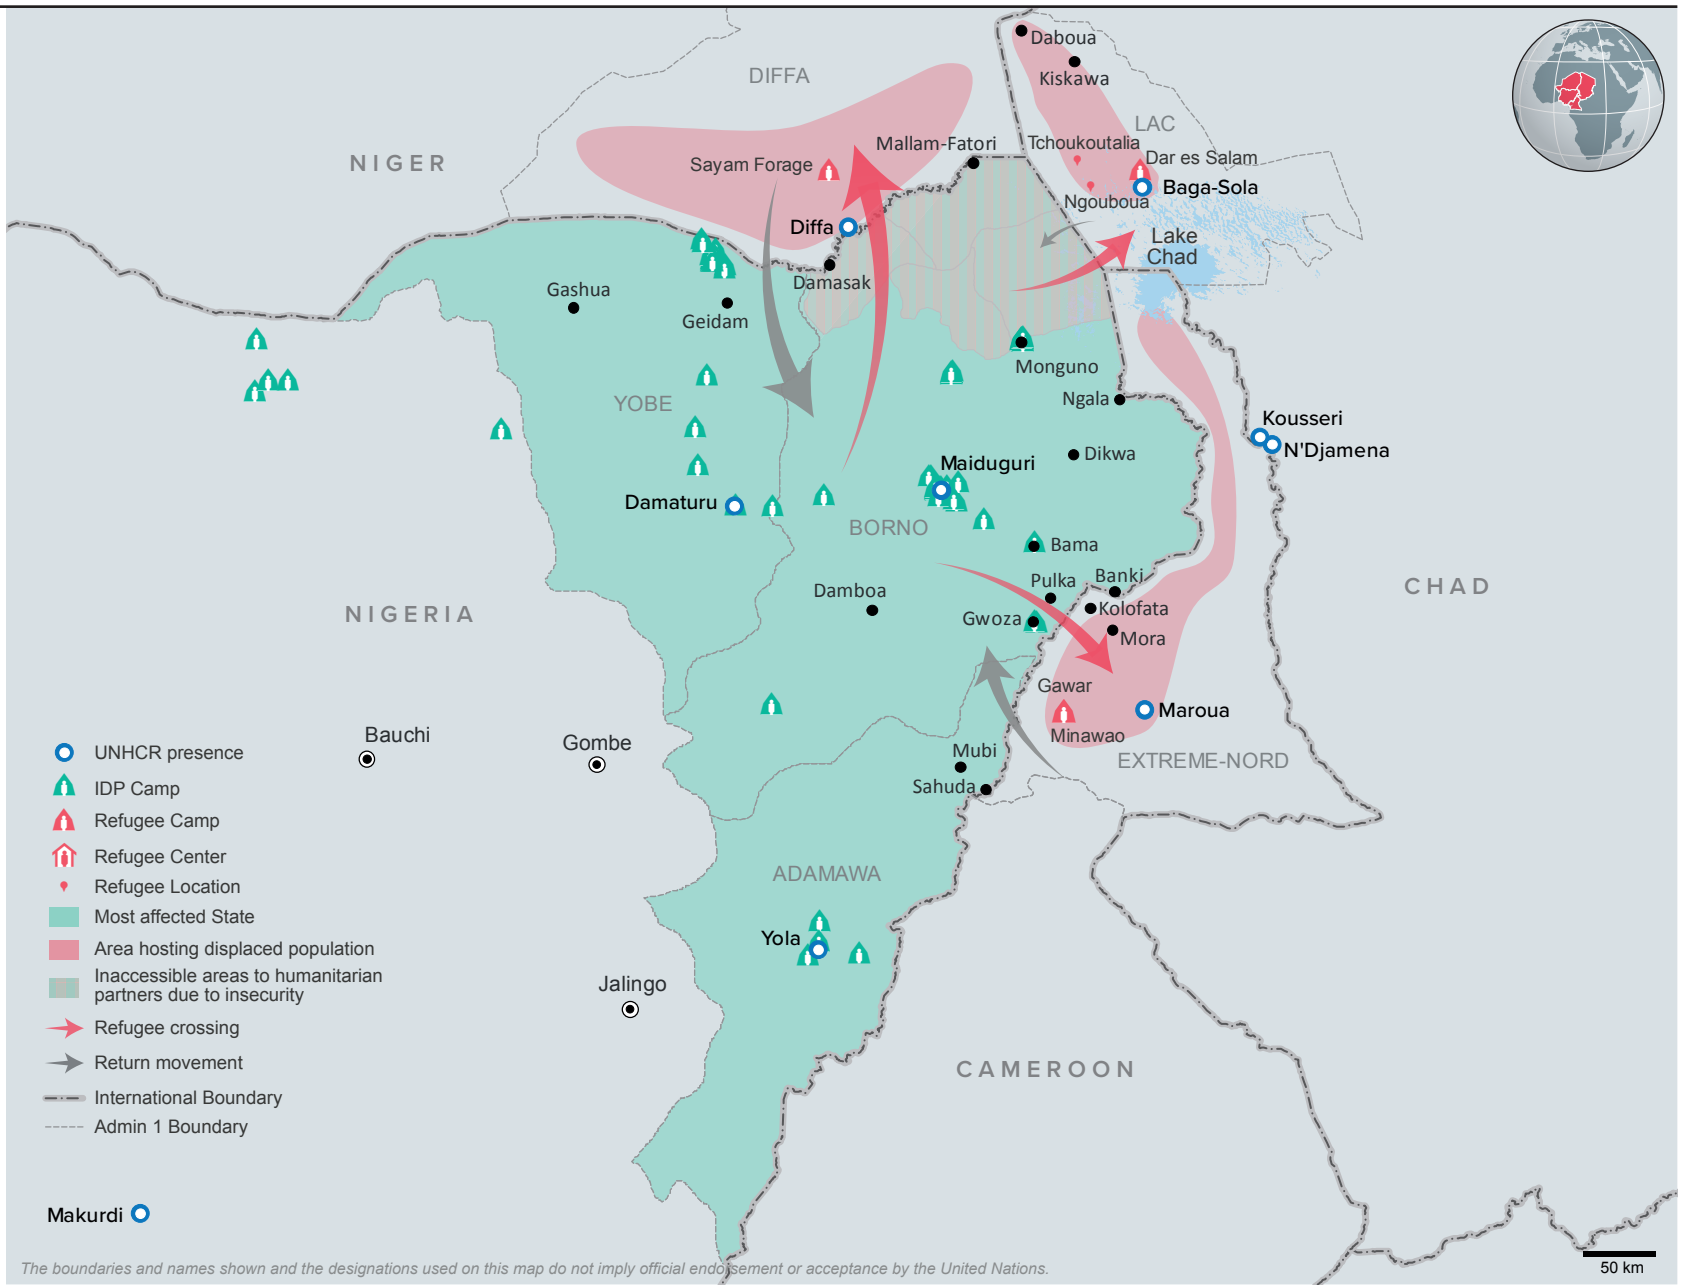 Daboua
Kiskawa
DIFFA
LAC
NIGER
Mallam-Fatori
Tchoukoutalia
Sayam Forage
Dar es Salam
Baga-Sola
Ngouboua
Diffa
Lake
Chad
Damasak
Gashua
Geidam
Monguno
Ngala
YOBE
Kousseri
N'Djamena
Dikwa
Maiduguri
Damaturu
BORNO
Bama
Pulka
Banki
CHAD
Damboa
Kolofata
NIGERIA
Gwoza
Mora
Gawar
Maroua
Minawao
Bauchi
Gombe
Mubi
EXTREME-NORD
Sahuda
ADAMAWA
Yola
Jalingo
CAMEROON
UNHCR presence
IDP Camp
Refugee Camp
Refugee Center
Refugee Location
Most affected State
Area hosting displaced population
Inaccessible areas to humanitarian
partners due to insecurity
Refugee crossing
Return movement
International Boundary
Admin 1 Boundary
Makurdi
The boundaries and names shown and the designations used on this map do not imply official endorsement or acceptance by the United Nations.
50 km